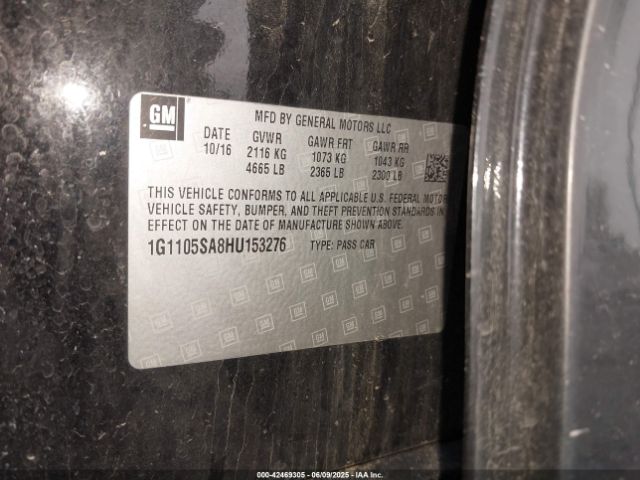 GM
MFD BY GENERAL MOTORS LLC
DATE GVWR GAWR FRT GAWR RR
10/16 2116 KG 1073 KG 1043 KG
4665 LB 2365 LB 2300 LB
THIS VEHICLE CONFORMS TO ALL APPLICABLE U.S. FEDERAL MOTOR
VEHICLE SAFETY, BUMPER, AND THEFT PREVENTION STANDARDS IN
EFFECT ON THE DATE OF MANUFACTURE SHOWN ABOVE.
1G1105SA8HU153276 TYPE: PASS CAR
000-42469305 - 06/09/2025 - IAA Inc.